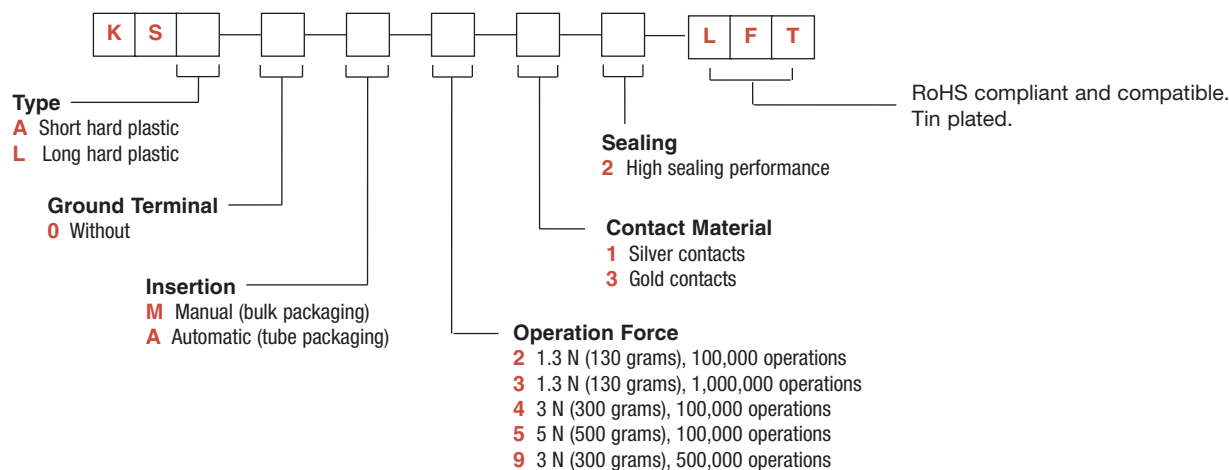 K S L F T
Type
A Short hard plastic
L Long hard plastic
Ground Terminal
0 Without
Insertion
M Manual (bulk packaging)
A Automatic (tube packaging)
Operation Force
2 1.3 N (130 grams), 100,000 operations
3 1.3 N (130 grams), 1,000,000 operations
4 3 N (300 grams), 100,000 operations
5 5 N (500 grams), 100,000 operations
9 3 N (300 grams), 500,000 operations
Contact Material
1 Silver contacts
3 Gold contacts
Sealing
2 High sealing performance
RoHS compliant and compatible.
Tin plated.